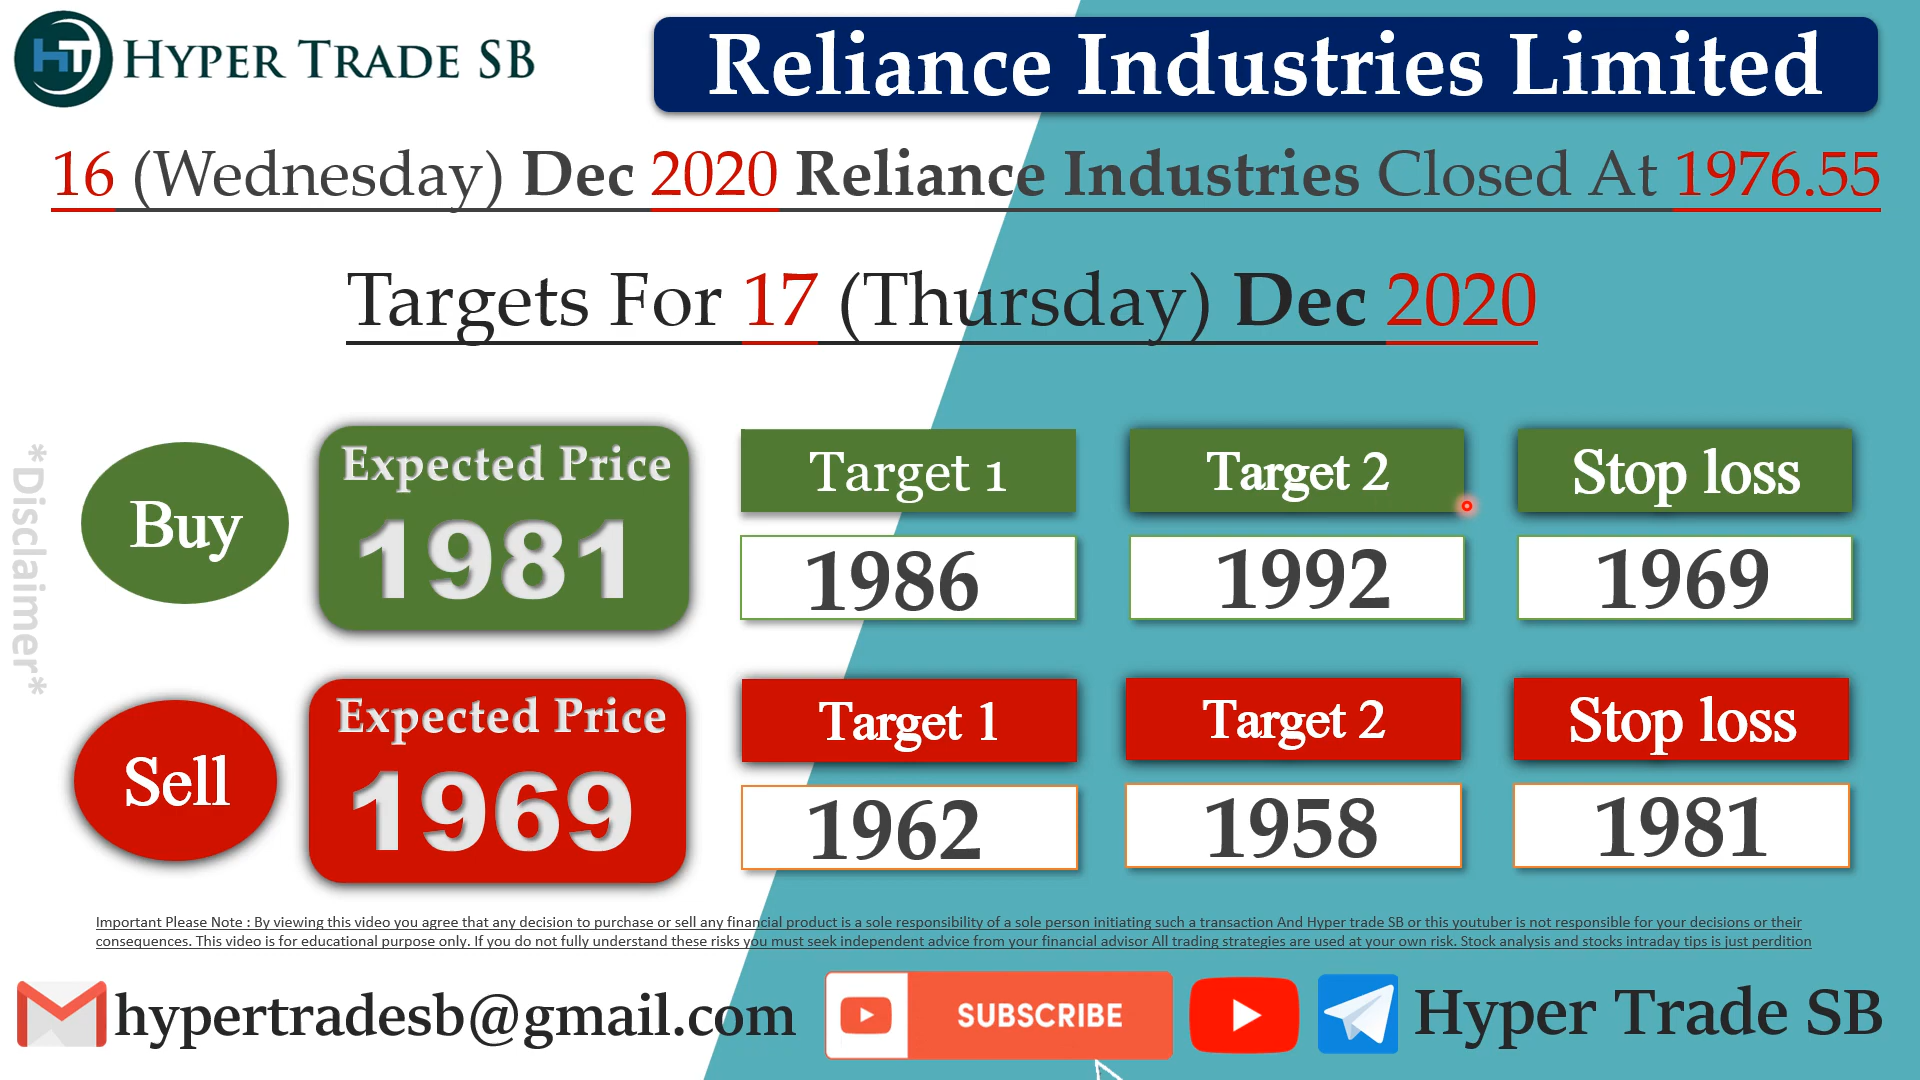 HT HYPER TRADE SB
Reliance Industries Limited
16 (Wednesday) Dec 2020 Reliance Industries Closed At 1976.55
Targets For 17 (Thursday) Dec 2020
*Disclaimer*
Buy
Expected Price
1981
Target 1
1986
Target 2
1992
Stop loss
1969
Sell
Expected Price
1969
Target 1
1962
Target 2
1958
Stop loss
1981
Important Please Note : By viewing this video you agree that any decision to purchase or sell any financial product is a sole responsibility of a sole person initiating such a transaction And Hyper trade SB or this youtuber is not responsible for your decisions or their
consequences. This video is for educational purpose only. If you do not fully understand these risks you must seek independent advice from your financial advisor All trading strategies are used at your own risk. Stock analysis and stocks intraday tips is just perdition
hypertradesb@gmail.com
SUBSCRIBE
Hyper Trade SB